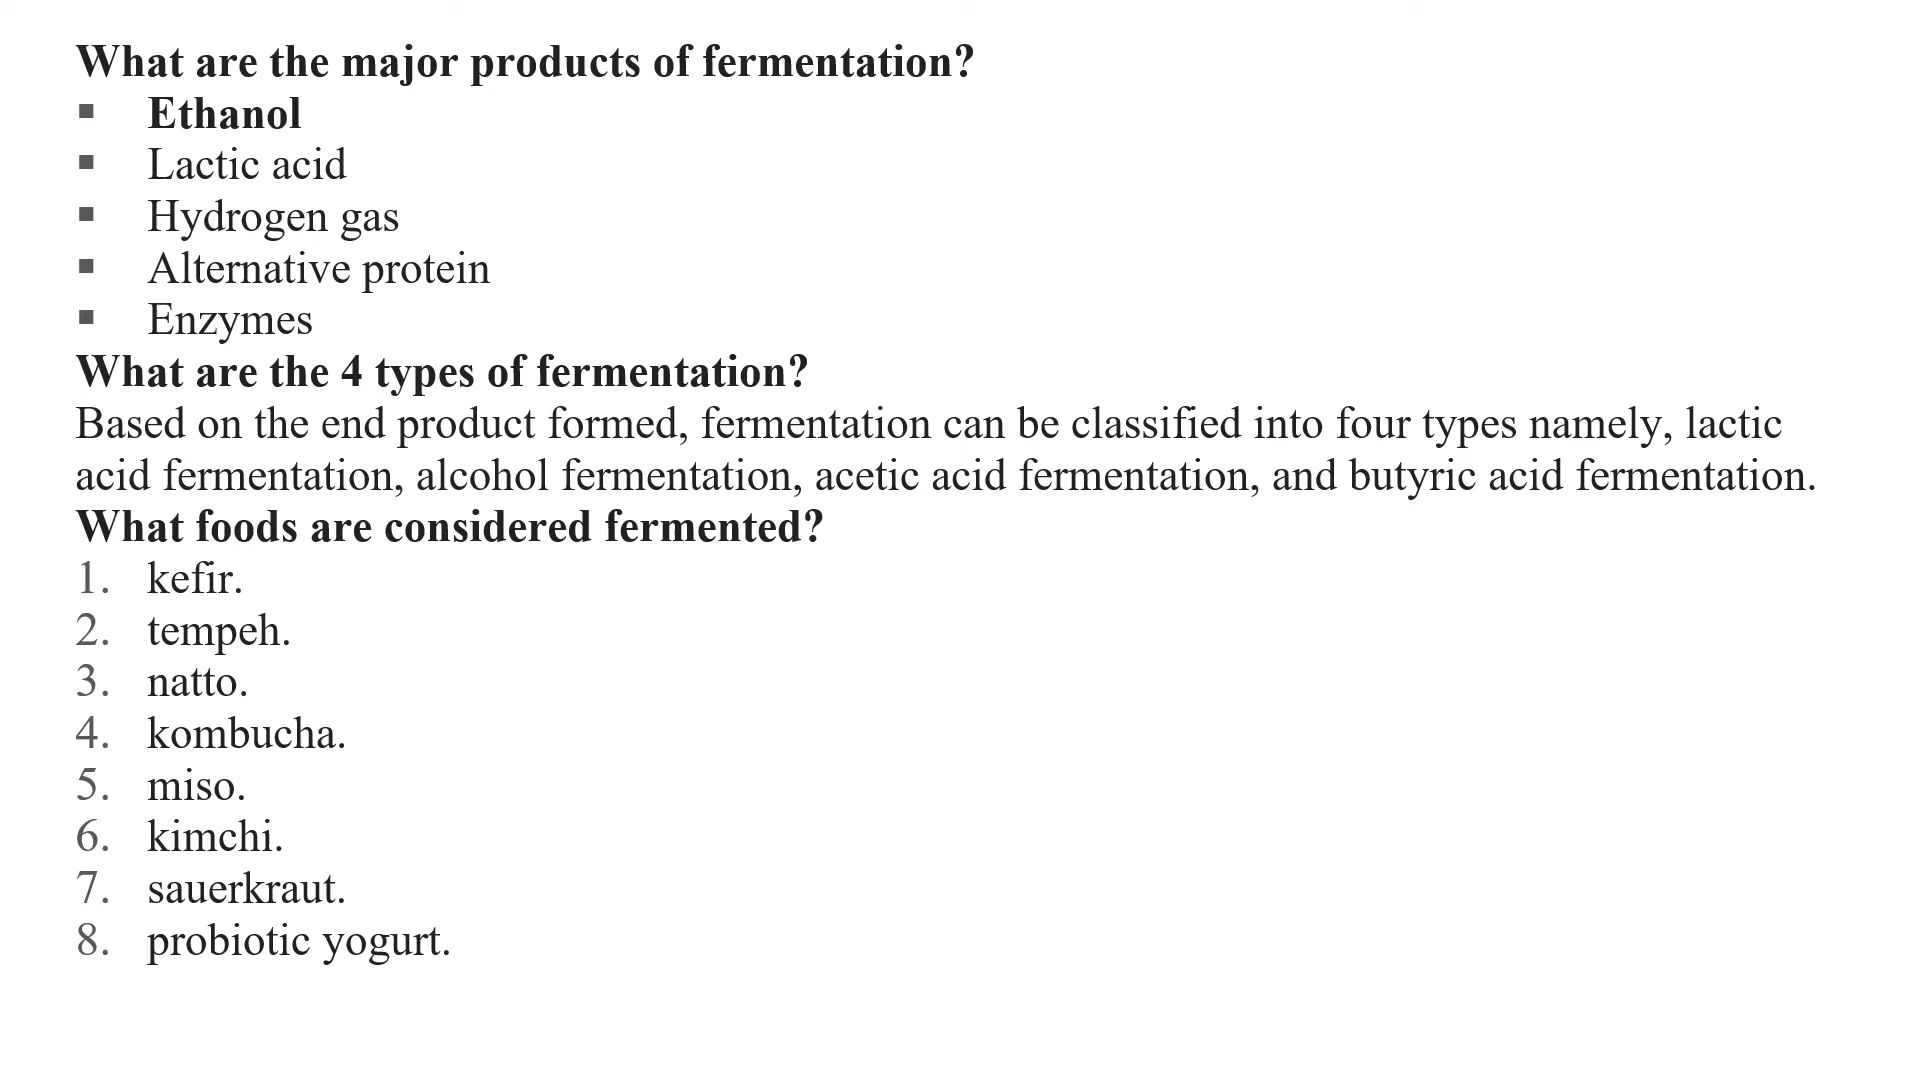 What are the major products of fermentation?
▪ Ethanol
▪ Lactic acid
▪ Hydrogen gas
▪ Alternative protein
▪ Enzymes
What are the 4 types of fermentation?
Based on the end product formed, fermentation can be classified into four types namely, lactic
acid fermentation, alcohol fermentation, acetic acid fermentation, and butyric acid fermentation.
What foods are considered fermented?
1. kefir.
2. tempeh.
3. natto.
4. kombucha.
5. miso.
6. kimchi.
7. sauerkraut.
8. probiotic yogurt.